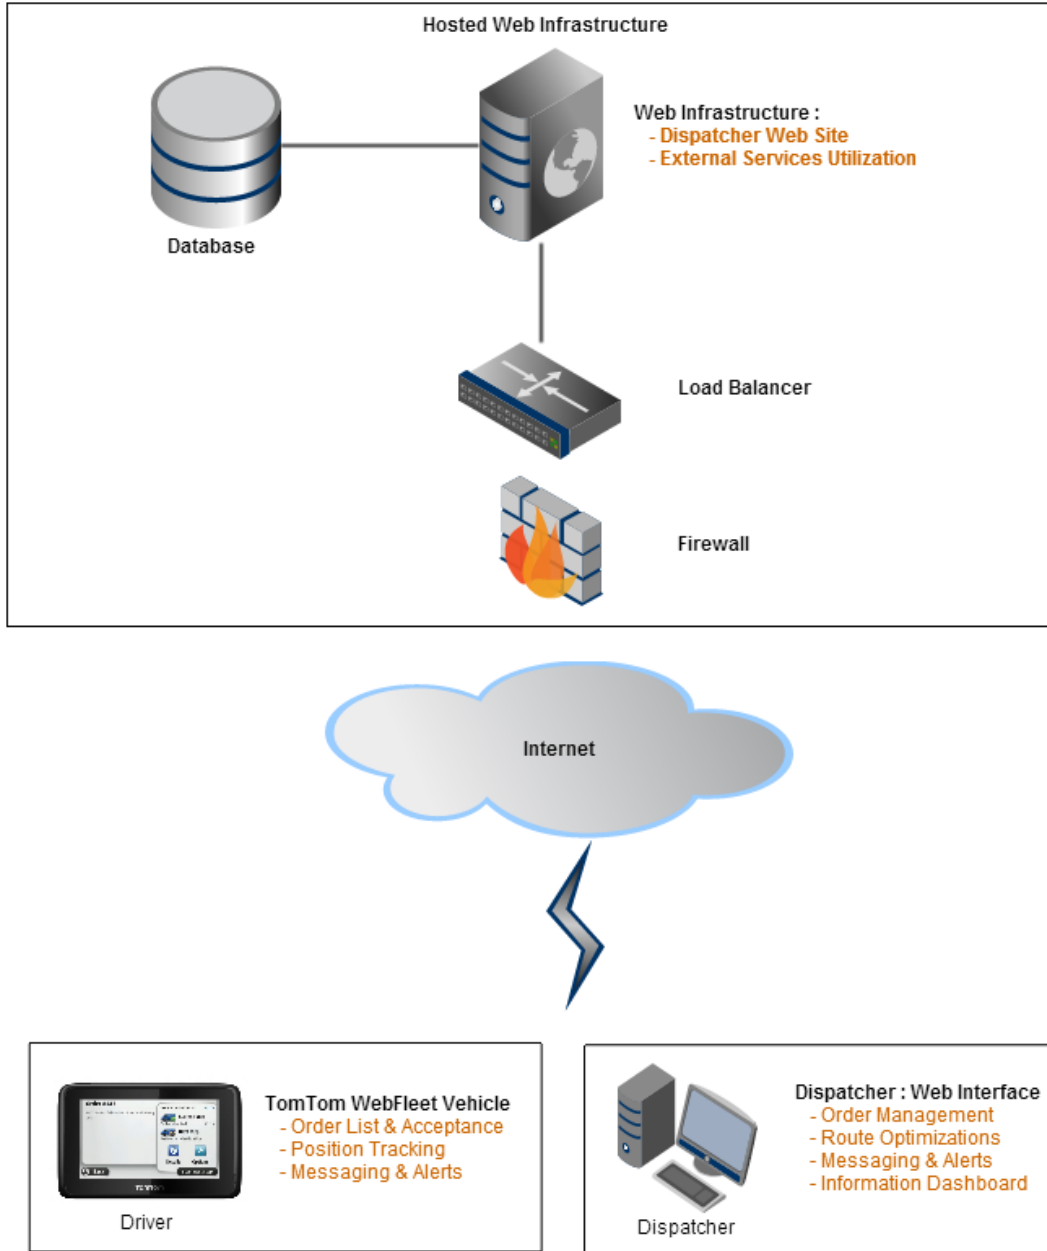 Hosted Web Infrastructure
Web Infrastructure :
- Dispatcher Web Site
- External Services Utilization
Database
Load Balancer
Firewall
Internet
TomTom WebFleet Vehicle
- Order List & Acceptance
- Position Tracking
- Messaging & Alerts
TOMTOM
Driver
Dispatcher : Web Interface
- Order Management
- Route Optimizations
- Messaging & Alerts
- Information Dashboard
Dispatcher